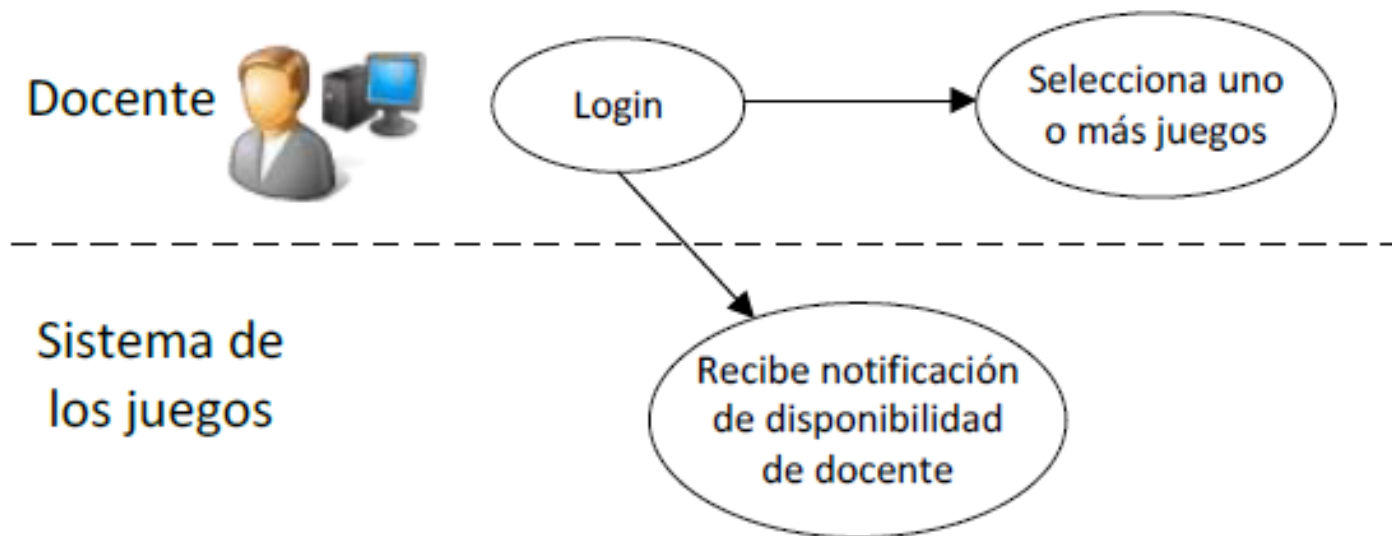 Docente
Login
Selecciona uno
o más juegos
Sistema de
los juegos
Recibe notificación
de disponibilidad
de docente